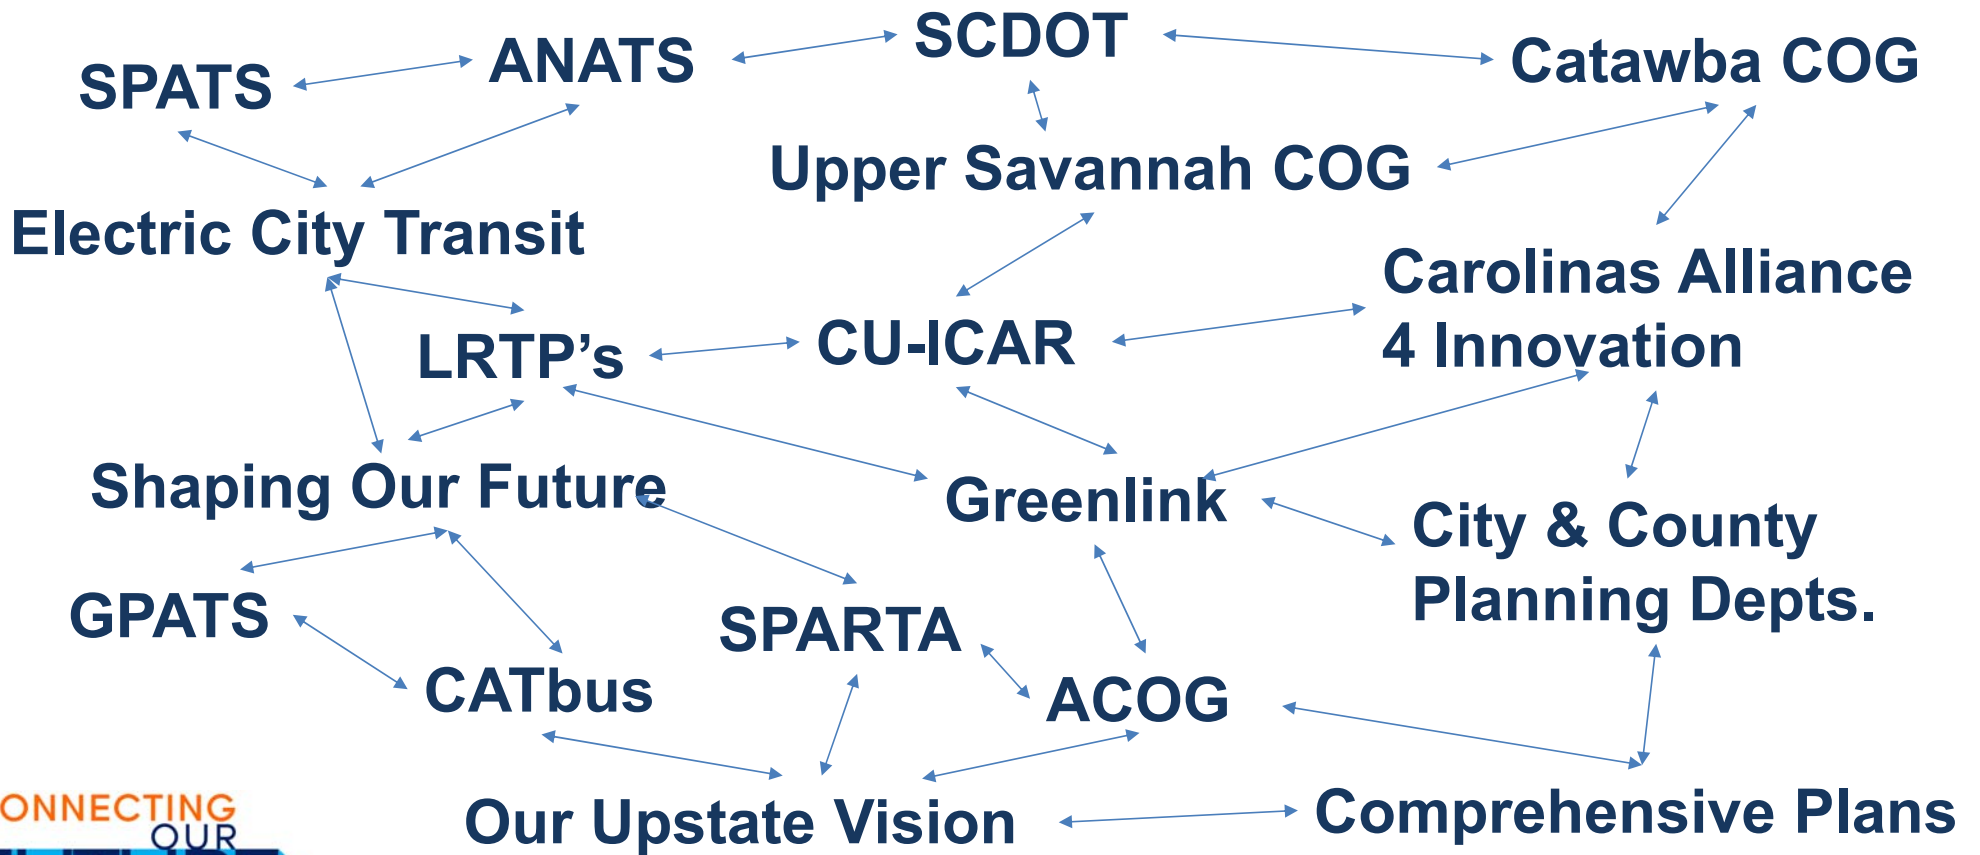 SCDOT
ANATS
Catawba COG
SPATS
Upper Savannah COG
Electric City Transit
Carolinas Alliance
4 Innovation
LRTP’s
CU-ICAR
Shaping Our Future
Greenlink
City & County
Planning Depts.
GPATS
SPARTA
CATbus
ACOG
Our Upstate Vision
Comprehensive Plans
ONNECTING
OUR